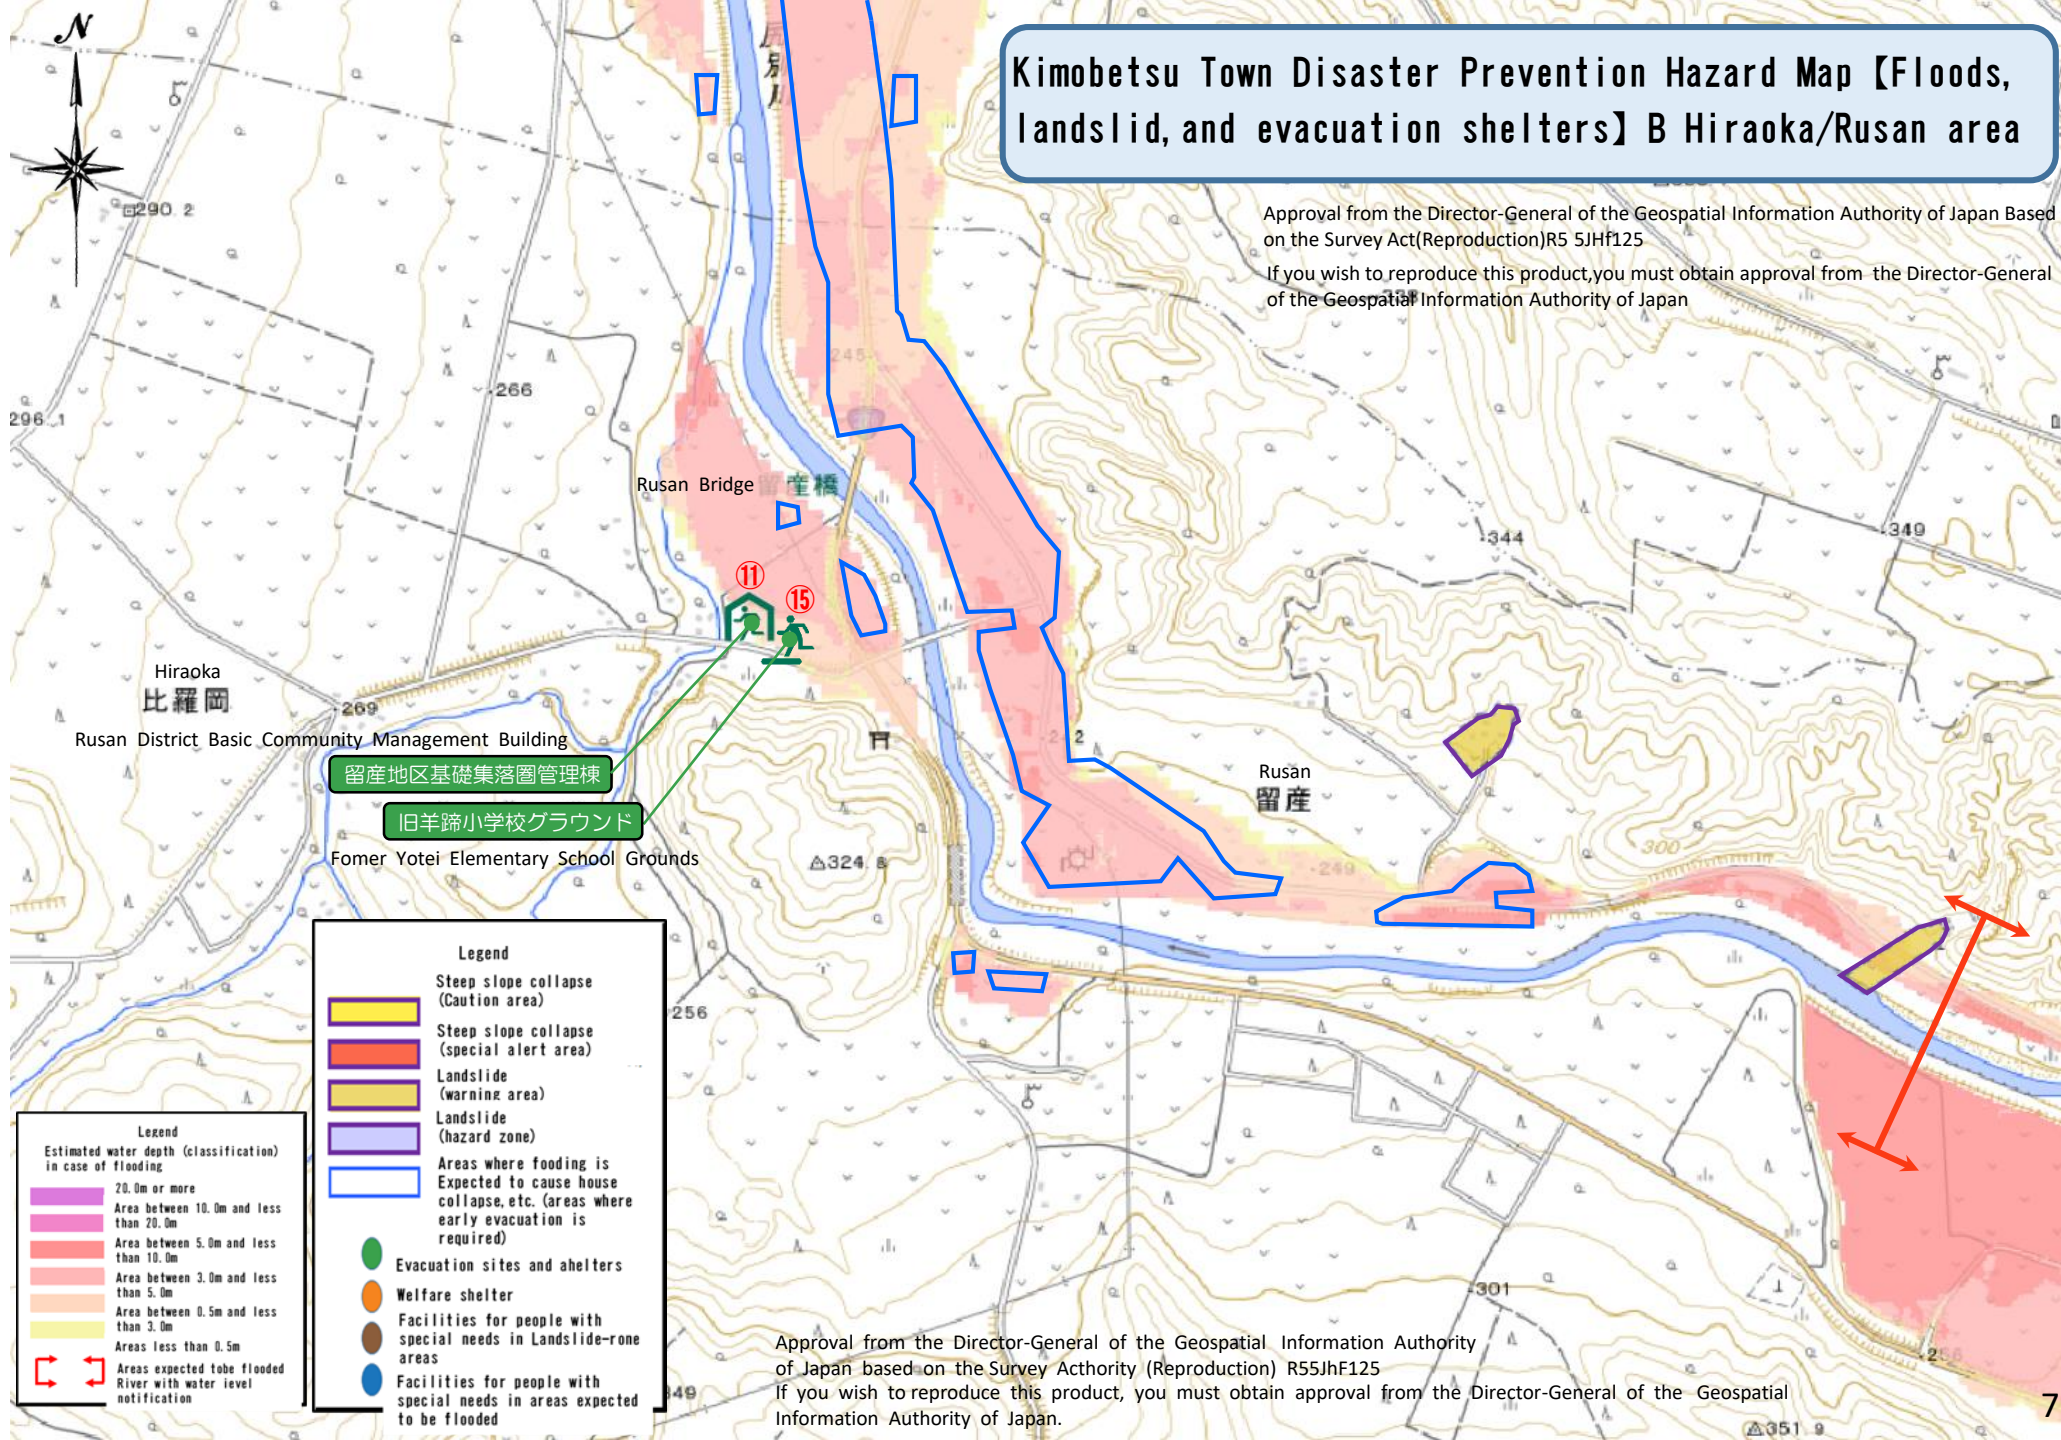 N
Kimobetsu Town Disaster Prevention Hazard Map【Floods,
landslid, and evacuation shelters】B Hiraoka/Rusan area
Approval from the Director-General of the Geospatial Information Authority of Japan Based
on the Survey Act(Reproduction)R5 5JHf125
If you wish to reproduce this product,you must obtain approval from the Director-General
of the Geospatial Information Authority of Japan
別
290.2
296.1
266
245
Rusan Bridge
留産橋
344
349
⑪
⑮
Hiraoka
比羅岡
269
Rusan District Basic Community Management Building
留産地区基礎集落圏管理棟
旧羊蹄小学校グラウンド
Fomer Yotei Elementary School Grounds
Rusan
留産
324.8
249
300
256
Legend
Steep slope collapse
(Caution area)
Steep slope collapse
(special alert area)
Landslide
(warning area)
Landslide
(hazard zone)
Areas where fooding is
Expected to cause house
collapse, etc. (areas where
early evacuation is
required)
Evacuation sites and ahelters
Welfare shelter
Facilities for people with
special needs in Landslide-rone
areas
Facilities for people with
special needs in areas expected
to be flooded
Legend
Estimated water depth (classification)
in case of flooding
20.0m or more
Area between 10.0m and less
than 20.0m
Area between 5.0m and less
than 10.0m
Area between 3.0m and less
than 5.0m
Area between 0.5m and less
than 3.0m
Areas less than 0.5m
Areas expected tobe flooded
River with water ievel
notification
301
256
351.9
Approval from the Director-General of the Geospatial Information Authority
of Japan based on the Survey Acthority (Reproduction) R55JhF125
If you wish to reproduce this product, you must obtain approval from the Director-General of the Geospatial
Information Authority of Japan.
7